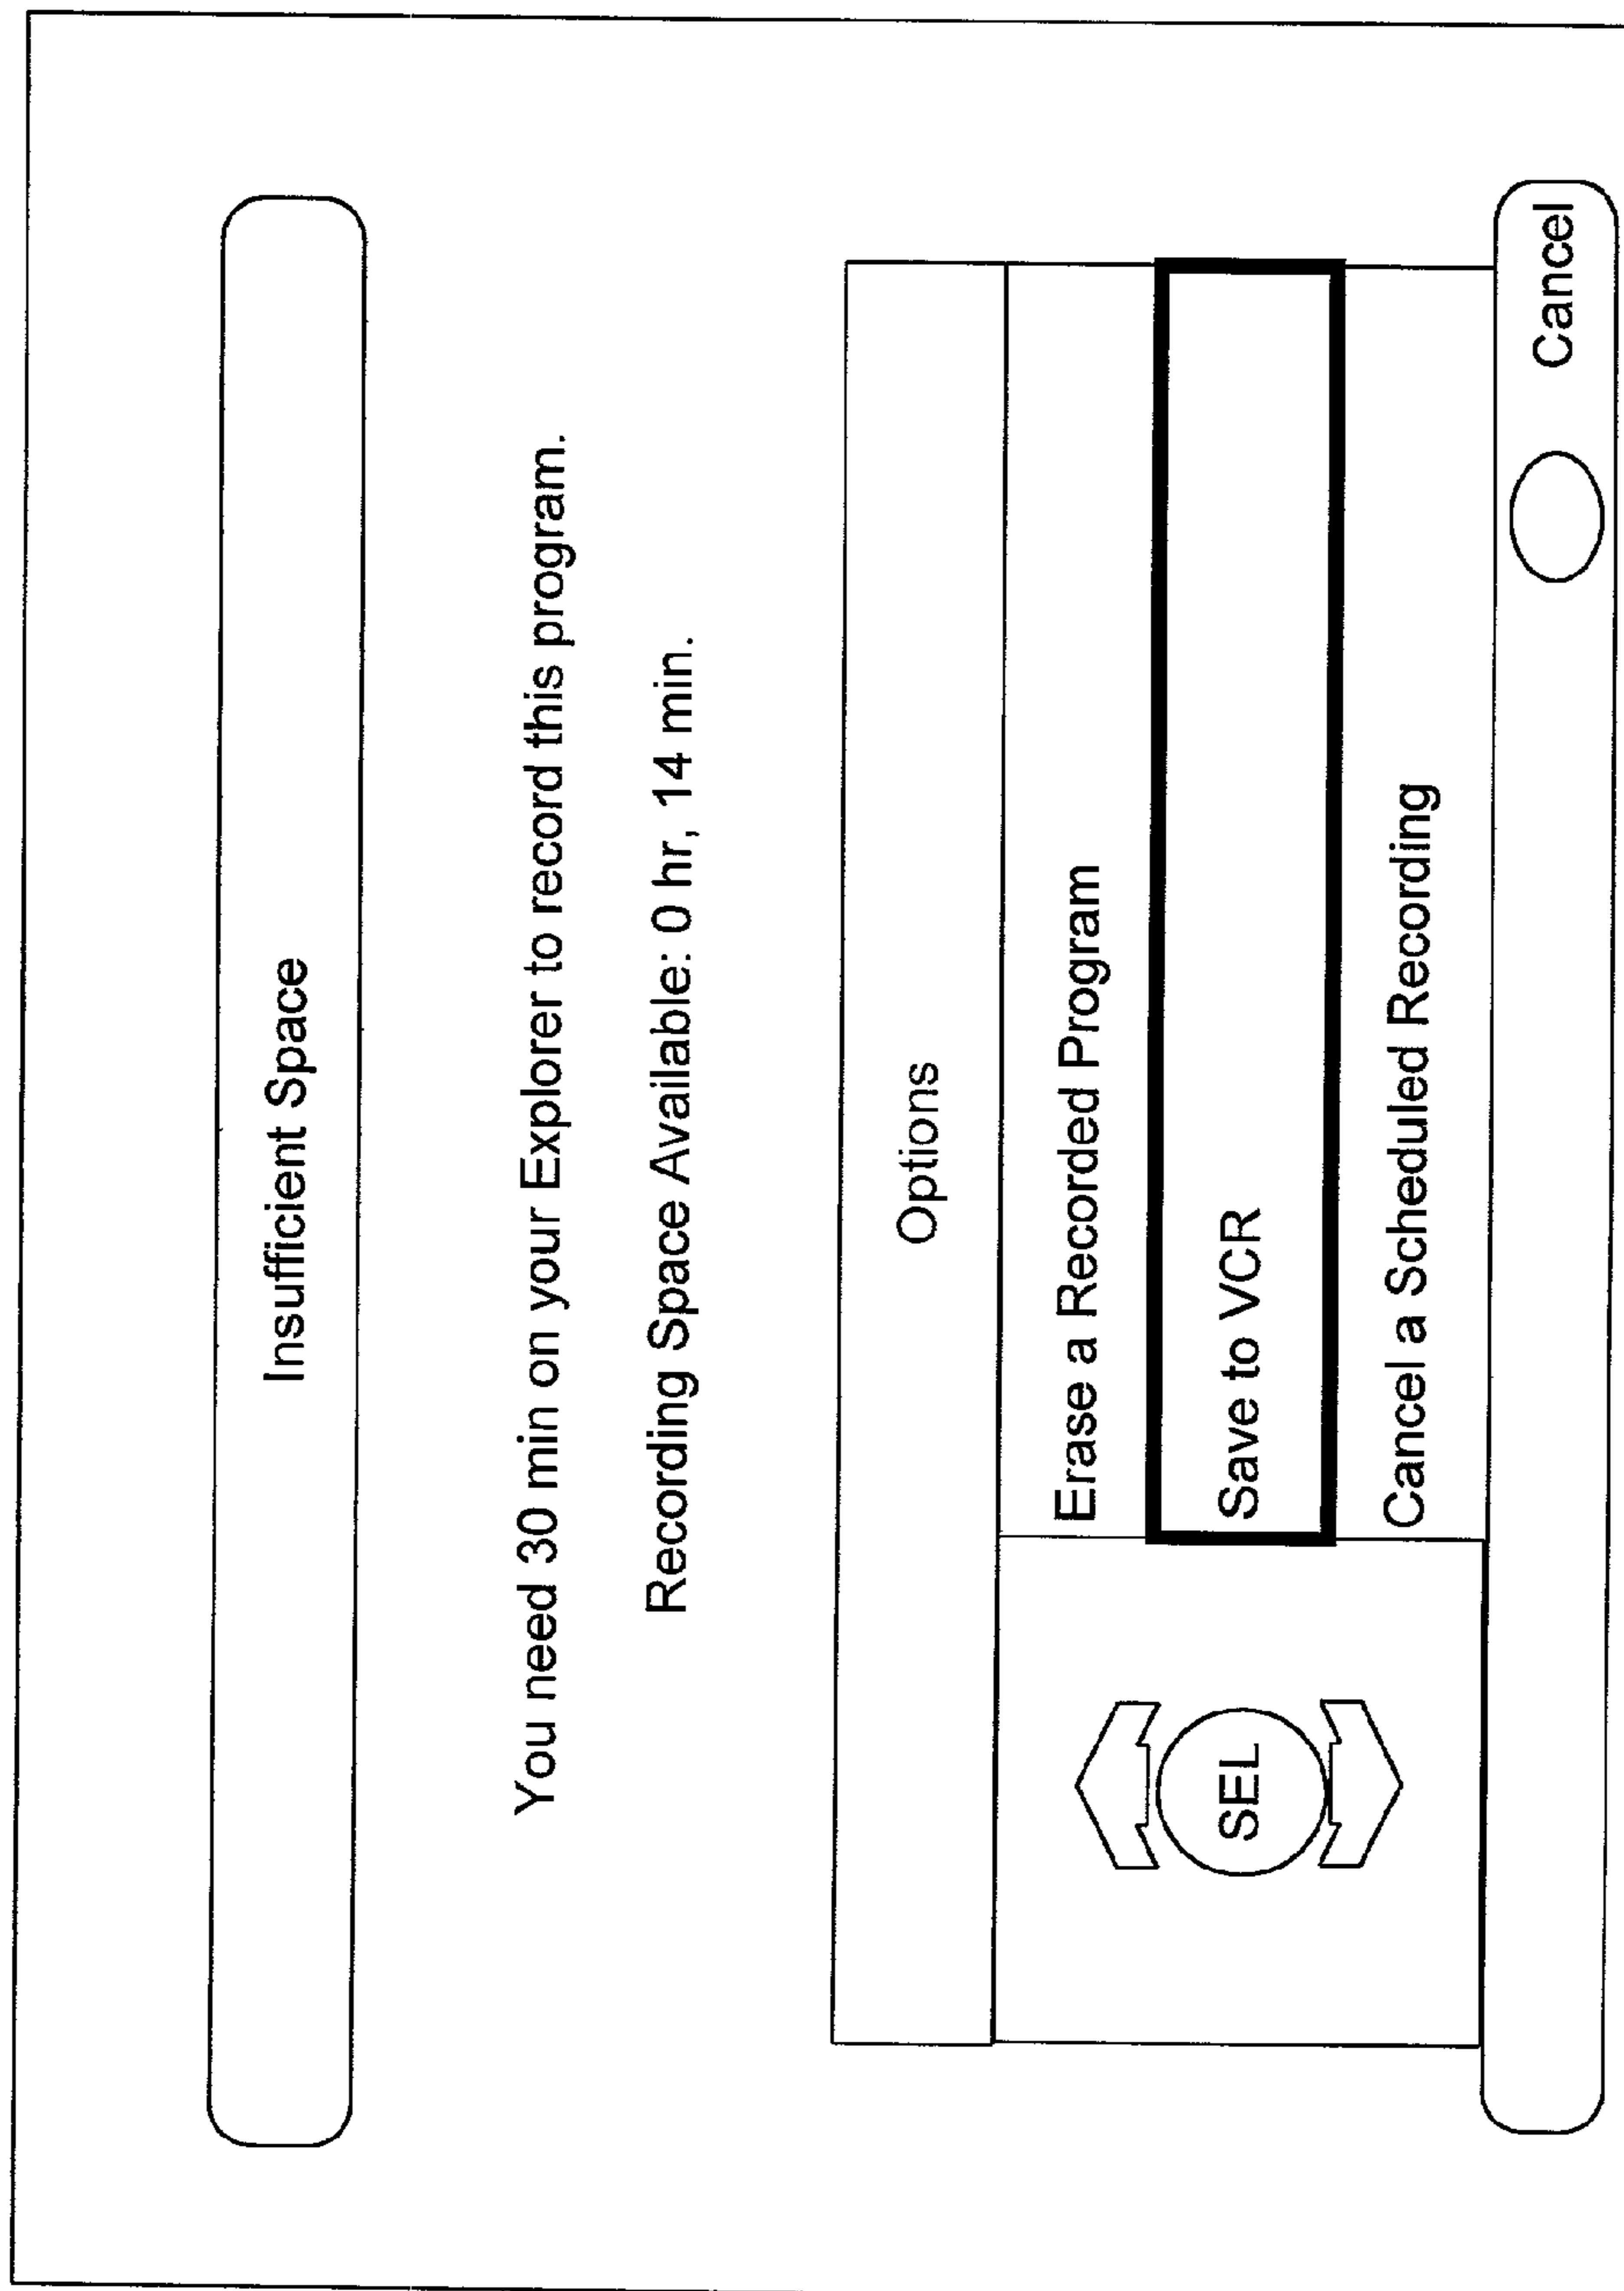 Insufficient Space
You need 30 min on your Explorer to record this program.
Recording Space Available: 0 hr, 14 min.
Options
Erase a Recorded Program
SEL
Save to VCR
Cancel a Scheduled Recording
Cancel